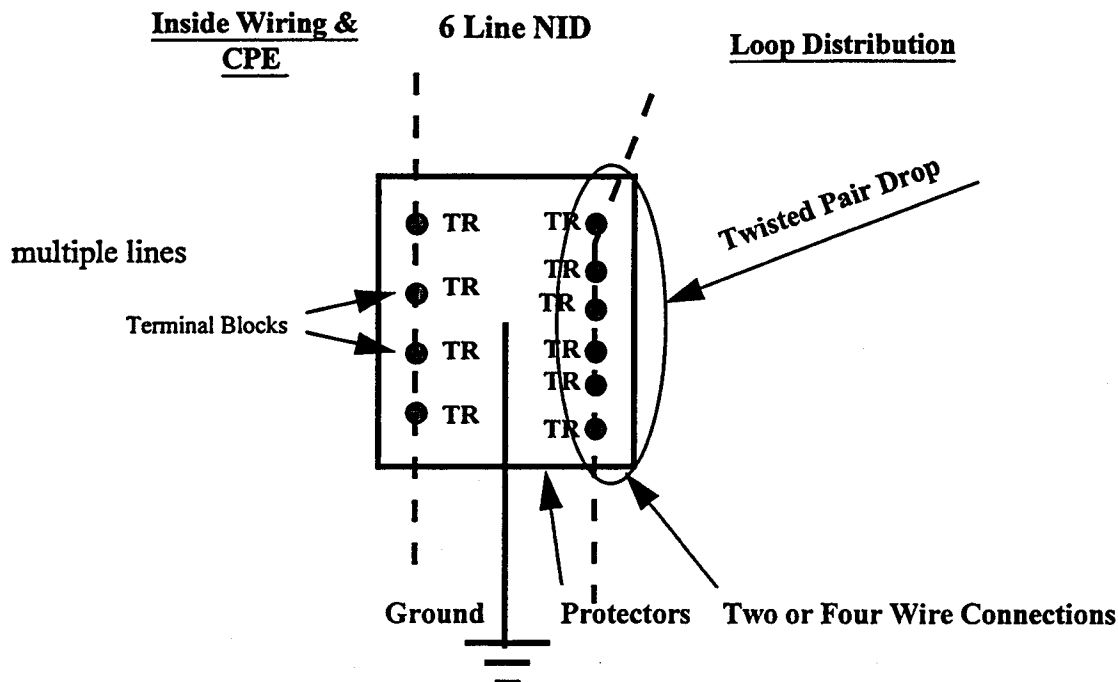 Inside Wiring &
CPE
6 Line NID
Loop Distribution
Twisted Pair Drop
multiple lines
Terminal Blocks
TR
TR
TR
TR
TR
TR
TR
TR
TR
TR
Ground
Protectors
Two or Four Wire Connections